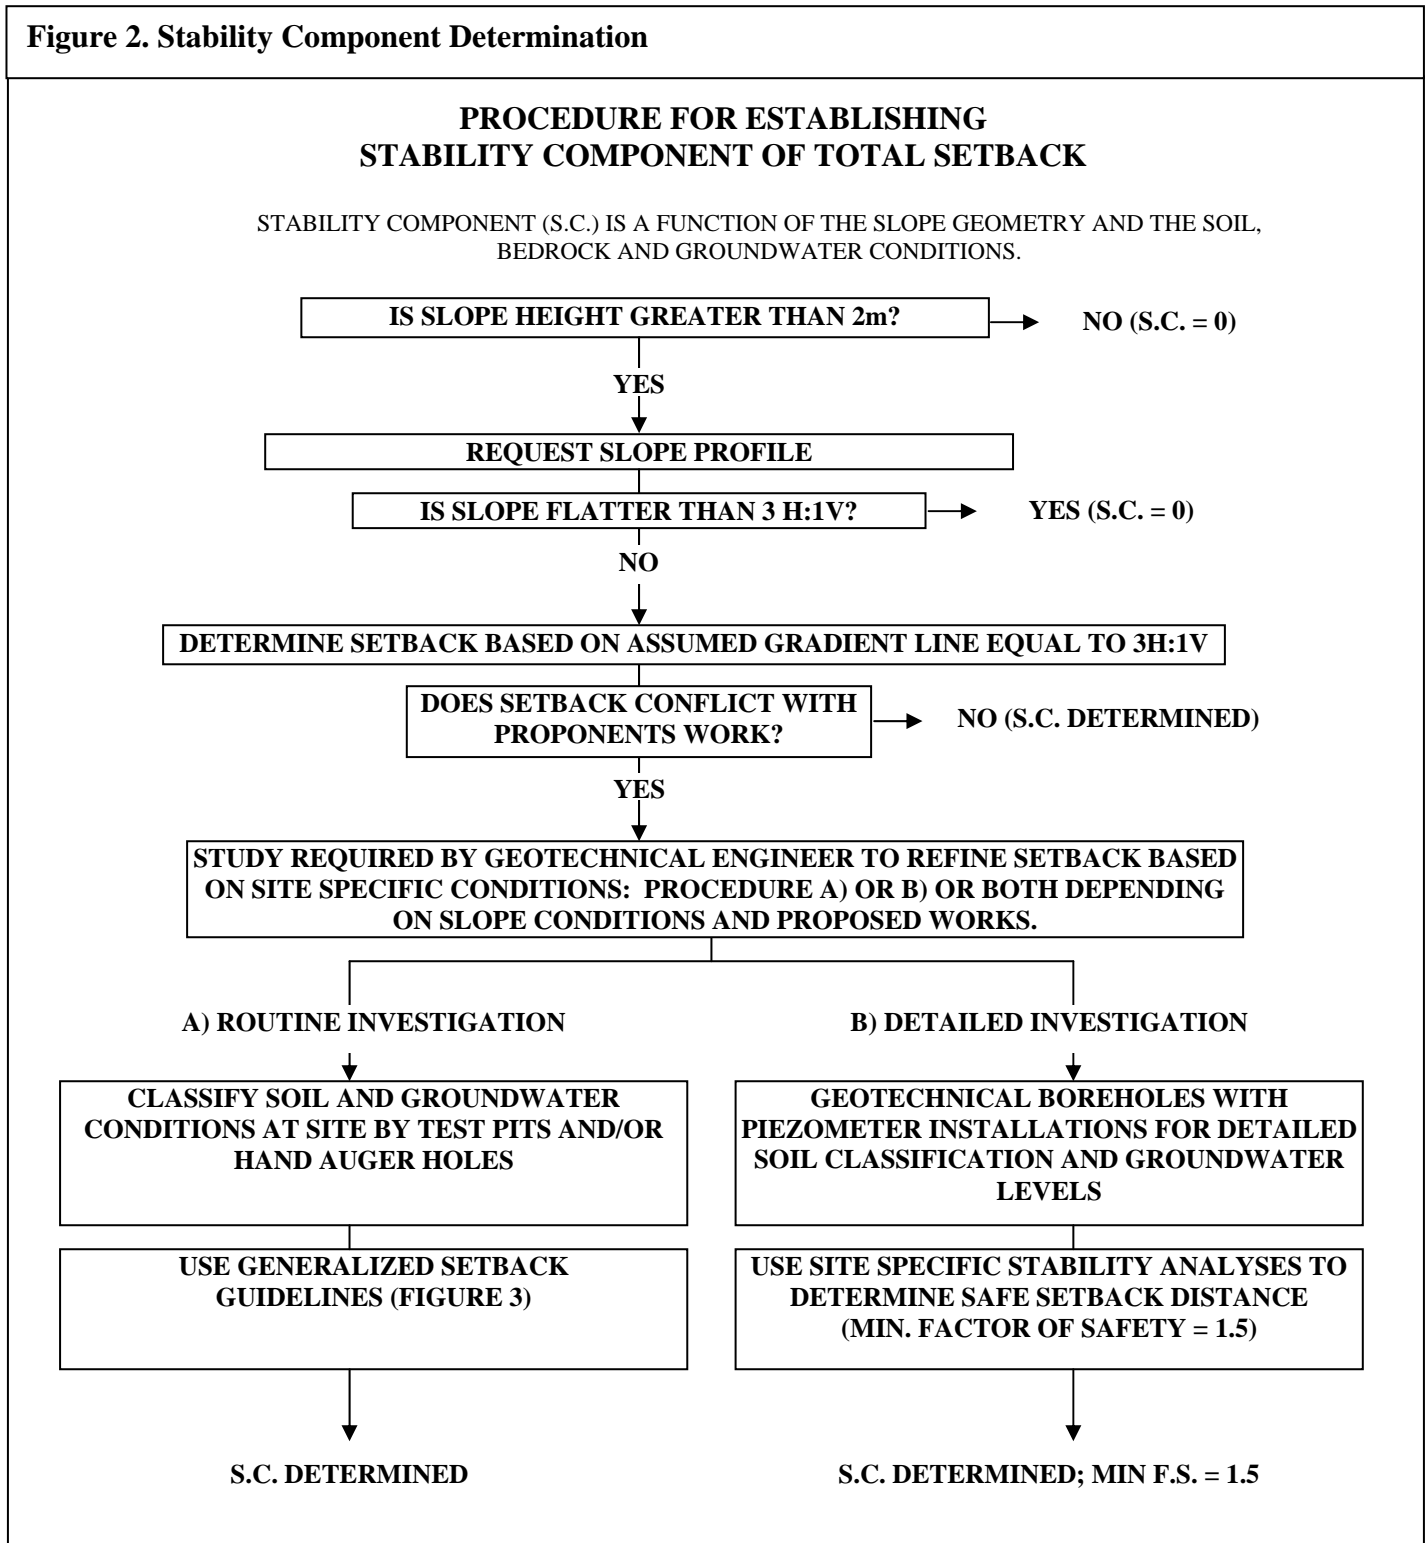 Figure 2. Stability Component Determination
PROCEDURE FOR ESTABLISHING
STABILITY COMPONENT OF TOTAL SETBACK
STABILITY COMPONENT (S.C.) IS A FUNCTION OF THE SLOPE GEOMETRY AND THE SOIL,
BEDROCK AND GROUNDWATER CONDITIONS.
IS SLOPE HEIGHT GREATER THAN 2m?
NO (S.C. = 0)
YES
REQUEST SLOPE PROFILE
IS SLOPE FLATTER THAN 3 H:1V?
YES (S.C. = 0)
NO
DETERMINE SETBACK BASED ON ASSUMED GRADIENT LINE EQUAL TO 3H:1V
DOES SETBACK CONFLICT WITH
PROPONENTS WORK?
NO (S.C. DETERMINED)
YES
STUDY REQUIRED BY GEOTECHNICAL ENGINEER TO REFINE SETBACK BASED
ON SITE SPECIFIC CONDITIONS: PROCEDURE A) OR B) OR BOTH DEPENDING
ON SLOPE CONDITIONS AND PROPOSED WORKS.
A) ROUTINE INVESTIGATION
CLASSIFY SOIL AND GROUNDWATER
CONDITIONS AT SITE BY TEST PITS AND/OR
HAND AUGER HOLES
USE GENERALIZED SETBACK
GUIDELINES (FIGURE 3)
S.C. DETERMINED
B) DETAILED INVESTIGATION
GEOTECHNICAL BOREHOLES WITH
PIEZOMETER INSTALLATIONS FOR DETAILED
SOIL CLASSIFICATION AND GROUNDWATER
LEVELS
USE SITE SPECIFIC STABILITY ANALYSES TO
DETERMINE SAFE SETBACK DISTANCE
(MIN. FACTOR OF SAFETY = 1.5)
S.C. DETERMINED; MIN F.S. = 1.5